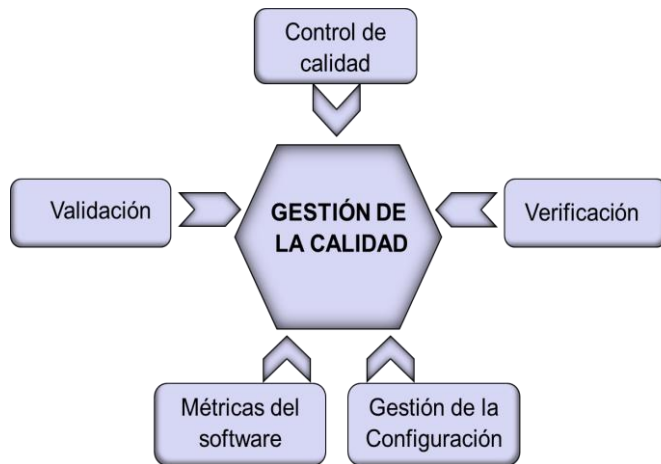 Control de
calidad
Validación
GESTIÓN DE
LA CALIDAD
Verificación
Métricas del
software
Gestión de la
Configuración